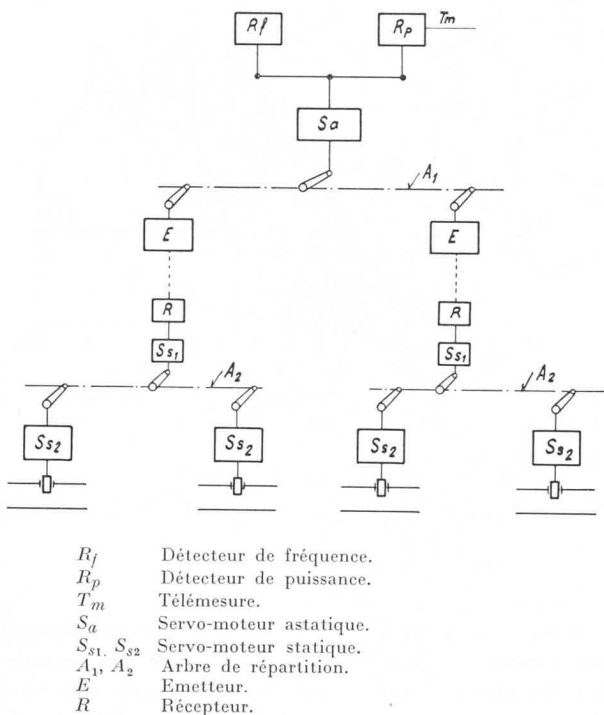 Rf Rp Tm
Sa
A1
E E
R R
Ss1 Ss1
A2 A2
Ss2 Ss2 Ss2 Ss2
Rf Détecteur de fréquence.
Rp Détecteur de puissance.
Tm Télémesure.
Sa Servo-moteur astatique.
Ss1, Ss2 Servo-moteur statique.
A1, A2 Arbre de répartition.
E Emetteur.
R Récepteur.